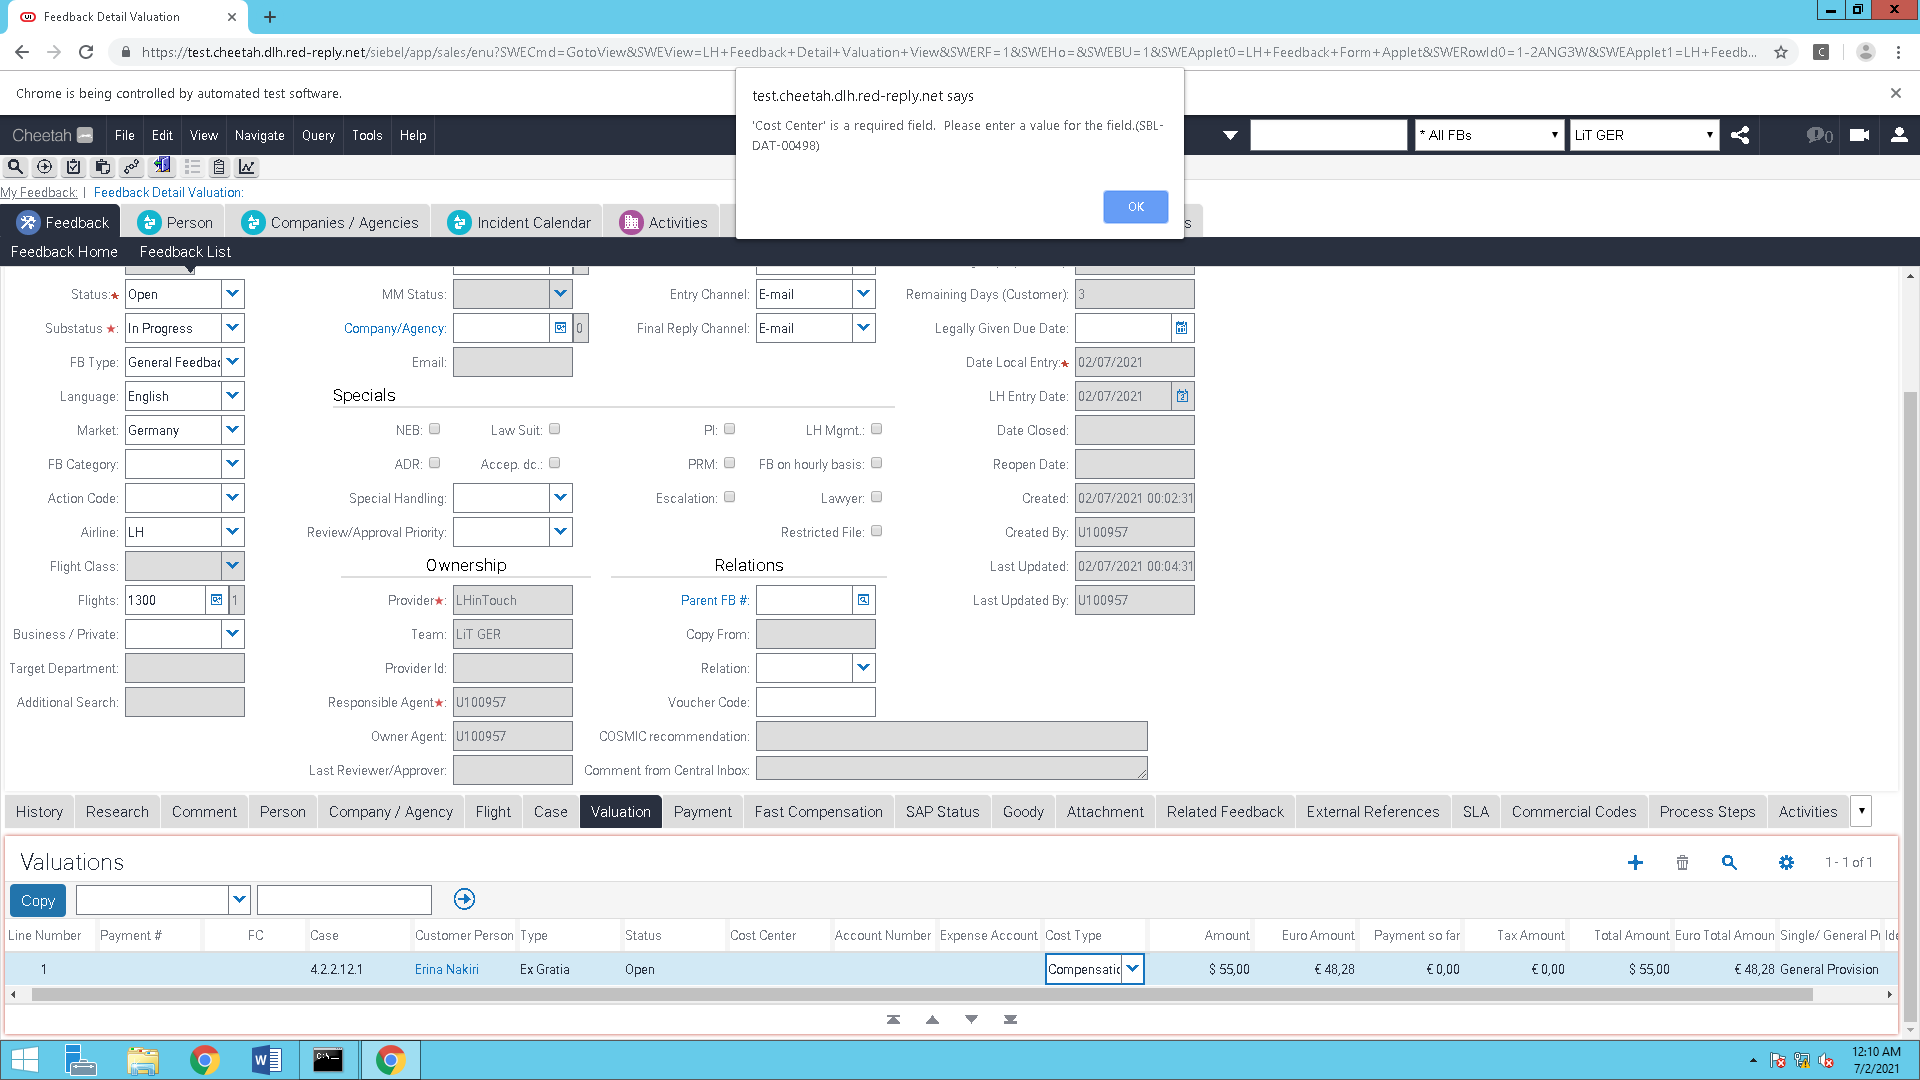 Feedback Detail Valuation
https://test.cheetah.dlh.red-reply.net/siebel/app/sales/enu?SWECmd=GotoView&SWEView=LH+Feedback+Detail+Valuation+View&SWERF=1&SWEHo=&SWEBU=1&SWEApplet0=LH+Feedback+Form+Applet&SWERowId0=1-2ANG3W&SWEApplet1=LH+Feedb...
C
Chrome is being controlled by automated test software.
test.cheetah.dlh.red-reply.net says
'Cost Center' is a required field. Please enter a value for the field.(SBL-
DAT-00498)
OK
Cheetah File Edit View Navigate Query Tools Help * All FBs LiT GER 0
My Feedback: | Feedback Detail Valuation:
Feedback Person Companies / Agencies Incident Calendar Activities s
Feedback Home Feedback List
Status:★ Open MM Status: Entry Channel: E-mail Remaining Days (Customer): 3
Substatus ★: In Progress Company/Agency: 0 Final Reply Channel: E-mail Legally Given Due Date:
FB Type: General Feedbac Email: Date Local Entry:★ 02/07/2021
Language: English Specials LH Entry Date: 02/07/2021
Market: Germany NEB: Law Suit: PI: LH Mgmt.: Date Closed:
FB Category: ADR: Accep. dc.: PRM: FB on hourly basis: Reopen Date:
Action Code: Special Handling: Escalation: Lawyer: Created: 02/07/2021 00:02:31
Airline: LH Review/Approval Priority: Restricted File: Created By: U100957
Flight Class: Ownership Relations Last Updated: 02/07/2021 00:04:31
Flights: 1300 1 Provider★: LHinTouch Parent FB #: Last Updated By: U100957
Business / Private: Team: LiT GER Copy From:
Target Department: Provider Id: Relation:
Additional Search: Responsible Agent★: U100957 Voucher Code:
Owner Agent: U100957 COSMIC recommendation:
Last Reviewer/Approver: Comment from Central Inbox:
History Research Comment Person Company / Agency Flight Case Valuation Payment Fast Compensation SAP Status Goody Attachment Related Feedback External References SLA Commercial Codes Process Steps Activities
Valuations 1 - 1 of 1
Copy
Line Number Payment # FC Case Customer Person Type Status Cost Center Account Number Expense Account Cost Type Amount Euro Amount Payment so far Tax Amount Total Amount Euro Total Amoun Single/ General Pr Ide
1 4.2.2.12.1 Erina Nakiri Ex Gratia Open Compensatic $ 55,00 € 48,28 € 0,00 € 0,00 $ 55,00 € 48,28 General Provision
12:10 AM
7/2/2021